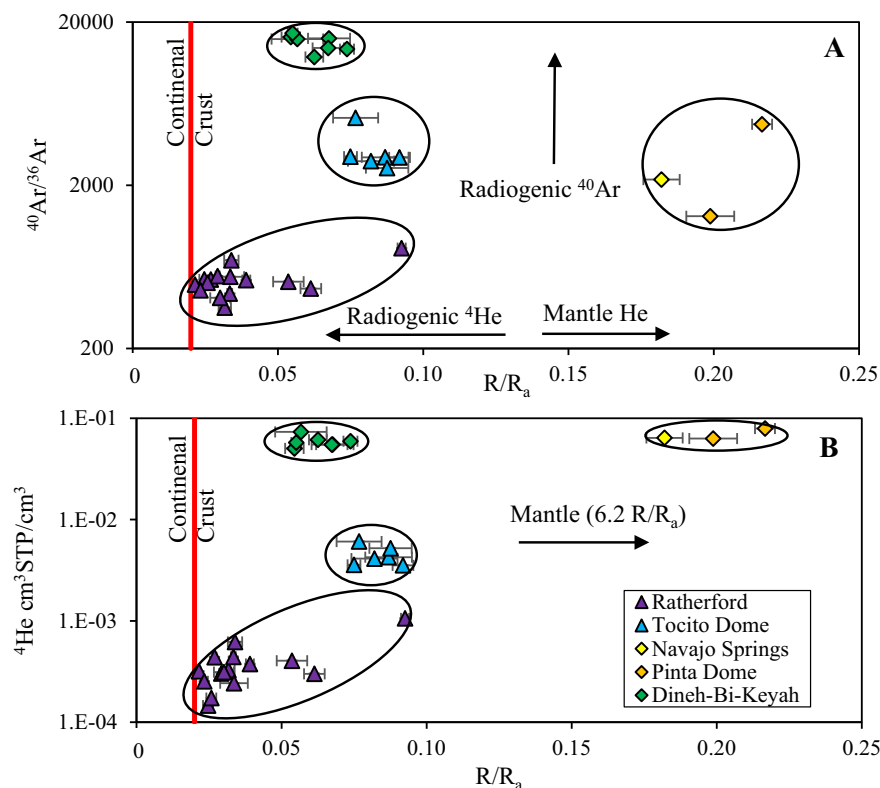 20000
2000
200
⁴⁰Ar/³⁶Ar
Continenal
Crust
A
Radiogenic ⁴⁰Ar
Radiogenic ⁴He
Mantle He
0.00
0.05
0.10
0.15
0.20
0.25
R/Rₐ
1.E-01
1.E-02
1.E-03
1.E-04
⁴He cm³STP/cm³
Continenal
Crust
B
Mantle (6.2 R/Rₐ)
Ratherford
Tocito Dome
Navajo Springs
Pinta Dome
Dineh-Bi-Keyah
0
0.05
0.10
0.15
0.20
0.25
R/Rₐ